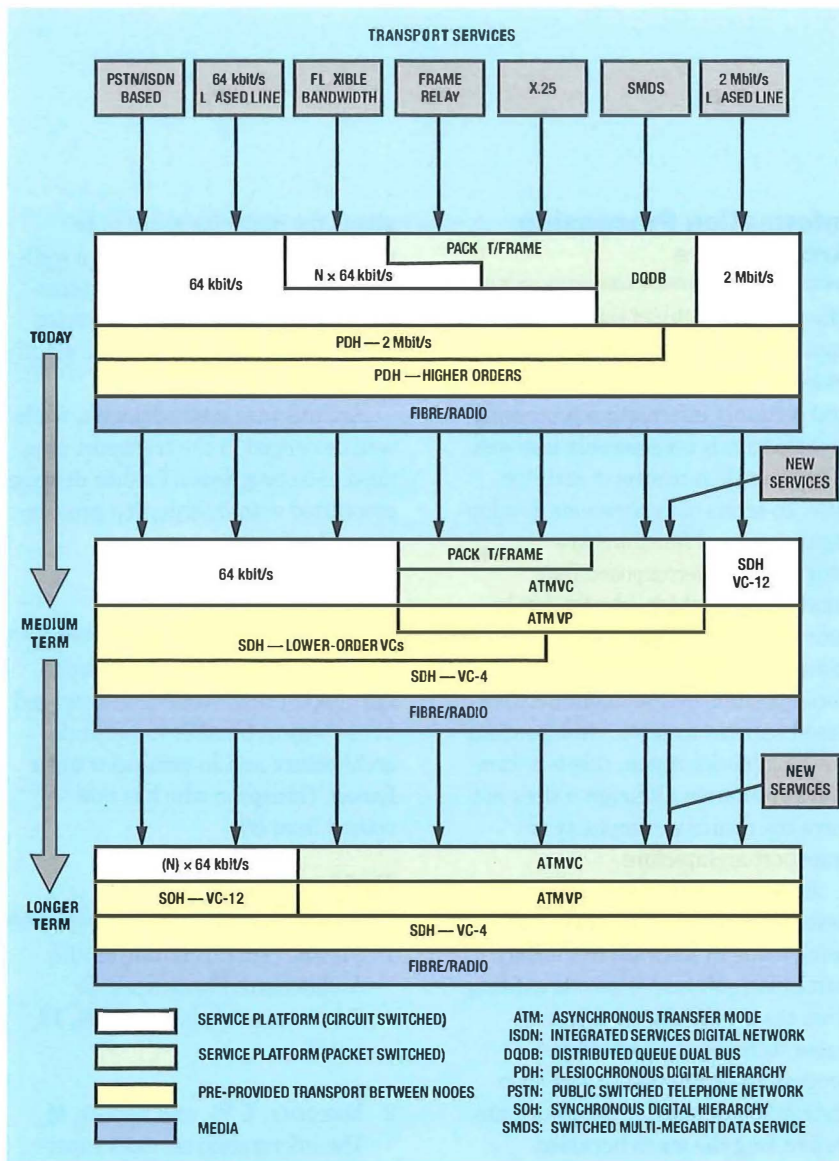 TRANSPORT SERVICES
PSTN/ISDN
BASED
64 kbit/s
L ASED LINE
FL XIBLE
BANDWIDTH
FRAME
RELAY
X.25
SMDS
2 Mbit/s
L ASED LINE
PACK T/FRAME
64 kbit/s
N × 64 kbit/s
DQDB
2 Mbit/s
TODAY
PDH — 2 Mbit/s
PDH — HIGHER ORDERS
FIBRE/RADIO
NEW
SERVICES
PACK T/FRAME
64 kbit/s
ATMVC
SDH
VC-12
ATM VP
MEDIUM
TERM
SDH — LOWER-ORDER VCs
SDH — VC-4
FIBRE/RADIO
NEW
SERVICES
(N) × 64 kbit/s
ATMVC
LONGER
TERM
SOH — VC-12
ATM VP
SDH — VC-4
FIBRE/RADIO
SERVICE PLATFORM (CIRCUIT SWITCHED)
SERVICE PLATFORM (PACKET SWITCHED)
PRE-PROVIDED TRANSPORT BETWEEN NOOES
MEDIA
ATM: ASYNCHRONOUS TRANSFER MODE
ISDN: INTEGRATED SERVICES DIGITAL NETWORK
DQDB: DISTRIBUTED QUEUE DUAL BUS
PDH: PLESIOCHRONOUS DIGITAL HIERARCHY
PSTN: PUBLIC SWITCHED TELEPHONE NETWORK
SOH: SYNCHRONOUS DIGITAL HIERARCHY
SMDS: SWITCHED MULTI-MEGABIT DATA SERVICE